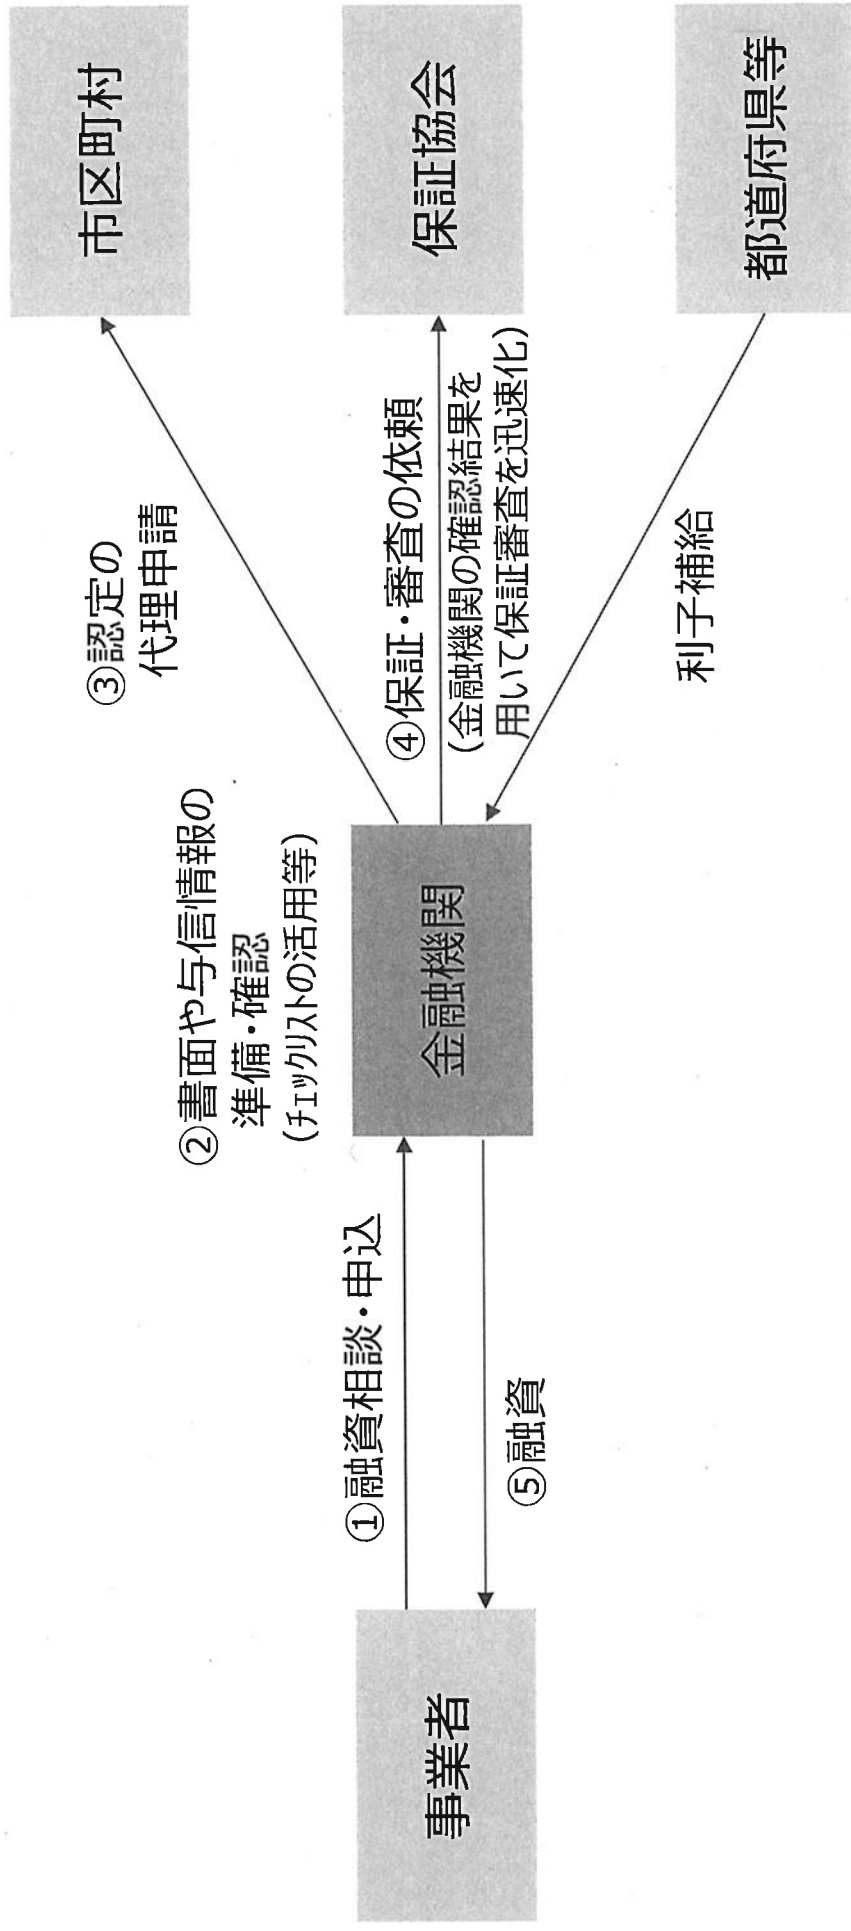 事業者
①融資相談・申込
⑤融資
②書面や与信情報の
準備・確認
(チェックリストの活用等)
金融機関
③認定の
代理申請
④保証・審査の依頼
(金融機関の確認結果を
用いて保証審査を迅速化)
利子補給
市区町村
保証協会
都道府県等